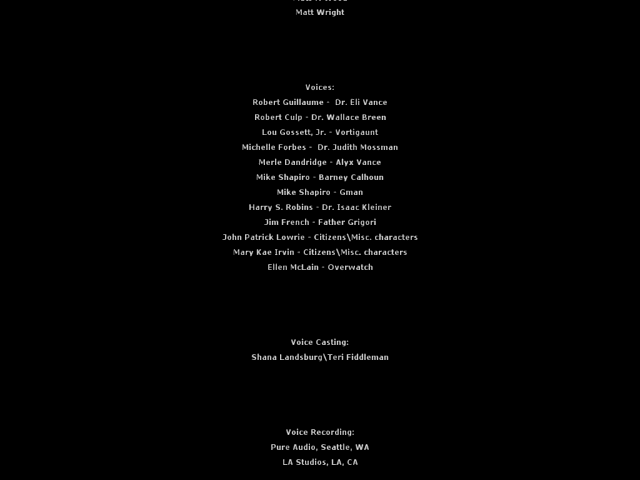 Matt Wright
Voices:
Robert Guillaume -  Dr. Eli Vance
Robert Culp - Dr. Wallace Breen
Lou Gossett, Jr. - Vortigaunt
Michelle Forbes -  Dr. Judith Mossman
Merle Dandridge - Alyx Vance
Mike Shapiro - Barney Calhoun
Mike Shapiro - Gman
Harry S. Robins - Dr. Isaac Kleiner
Jim French - Father Grigori
John Patrick Lowrie - Citizens\Misc. characters
Mary Kae Irvin - Citizens\Misc. characters
Ellen McLain - Overwatch
Voice Casting:
Shana Landsburg\Teri Fiddleman
Voice Recording:
Pure Audio, Seattle, WA
LA Studios, LA, CA